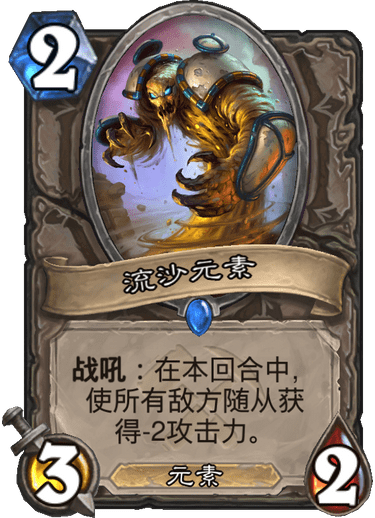 2
流沙元素
战吼：在本回合中，
使所有敌方随从获
得-2攻击力。
元素
3
2